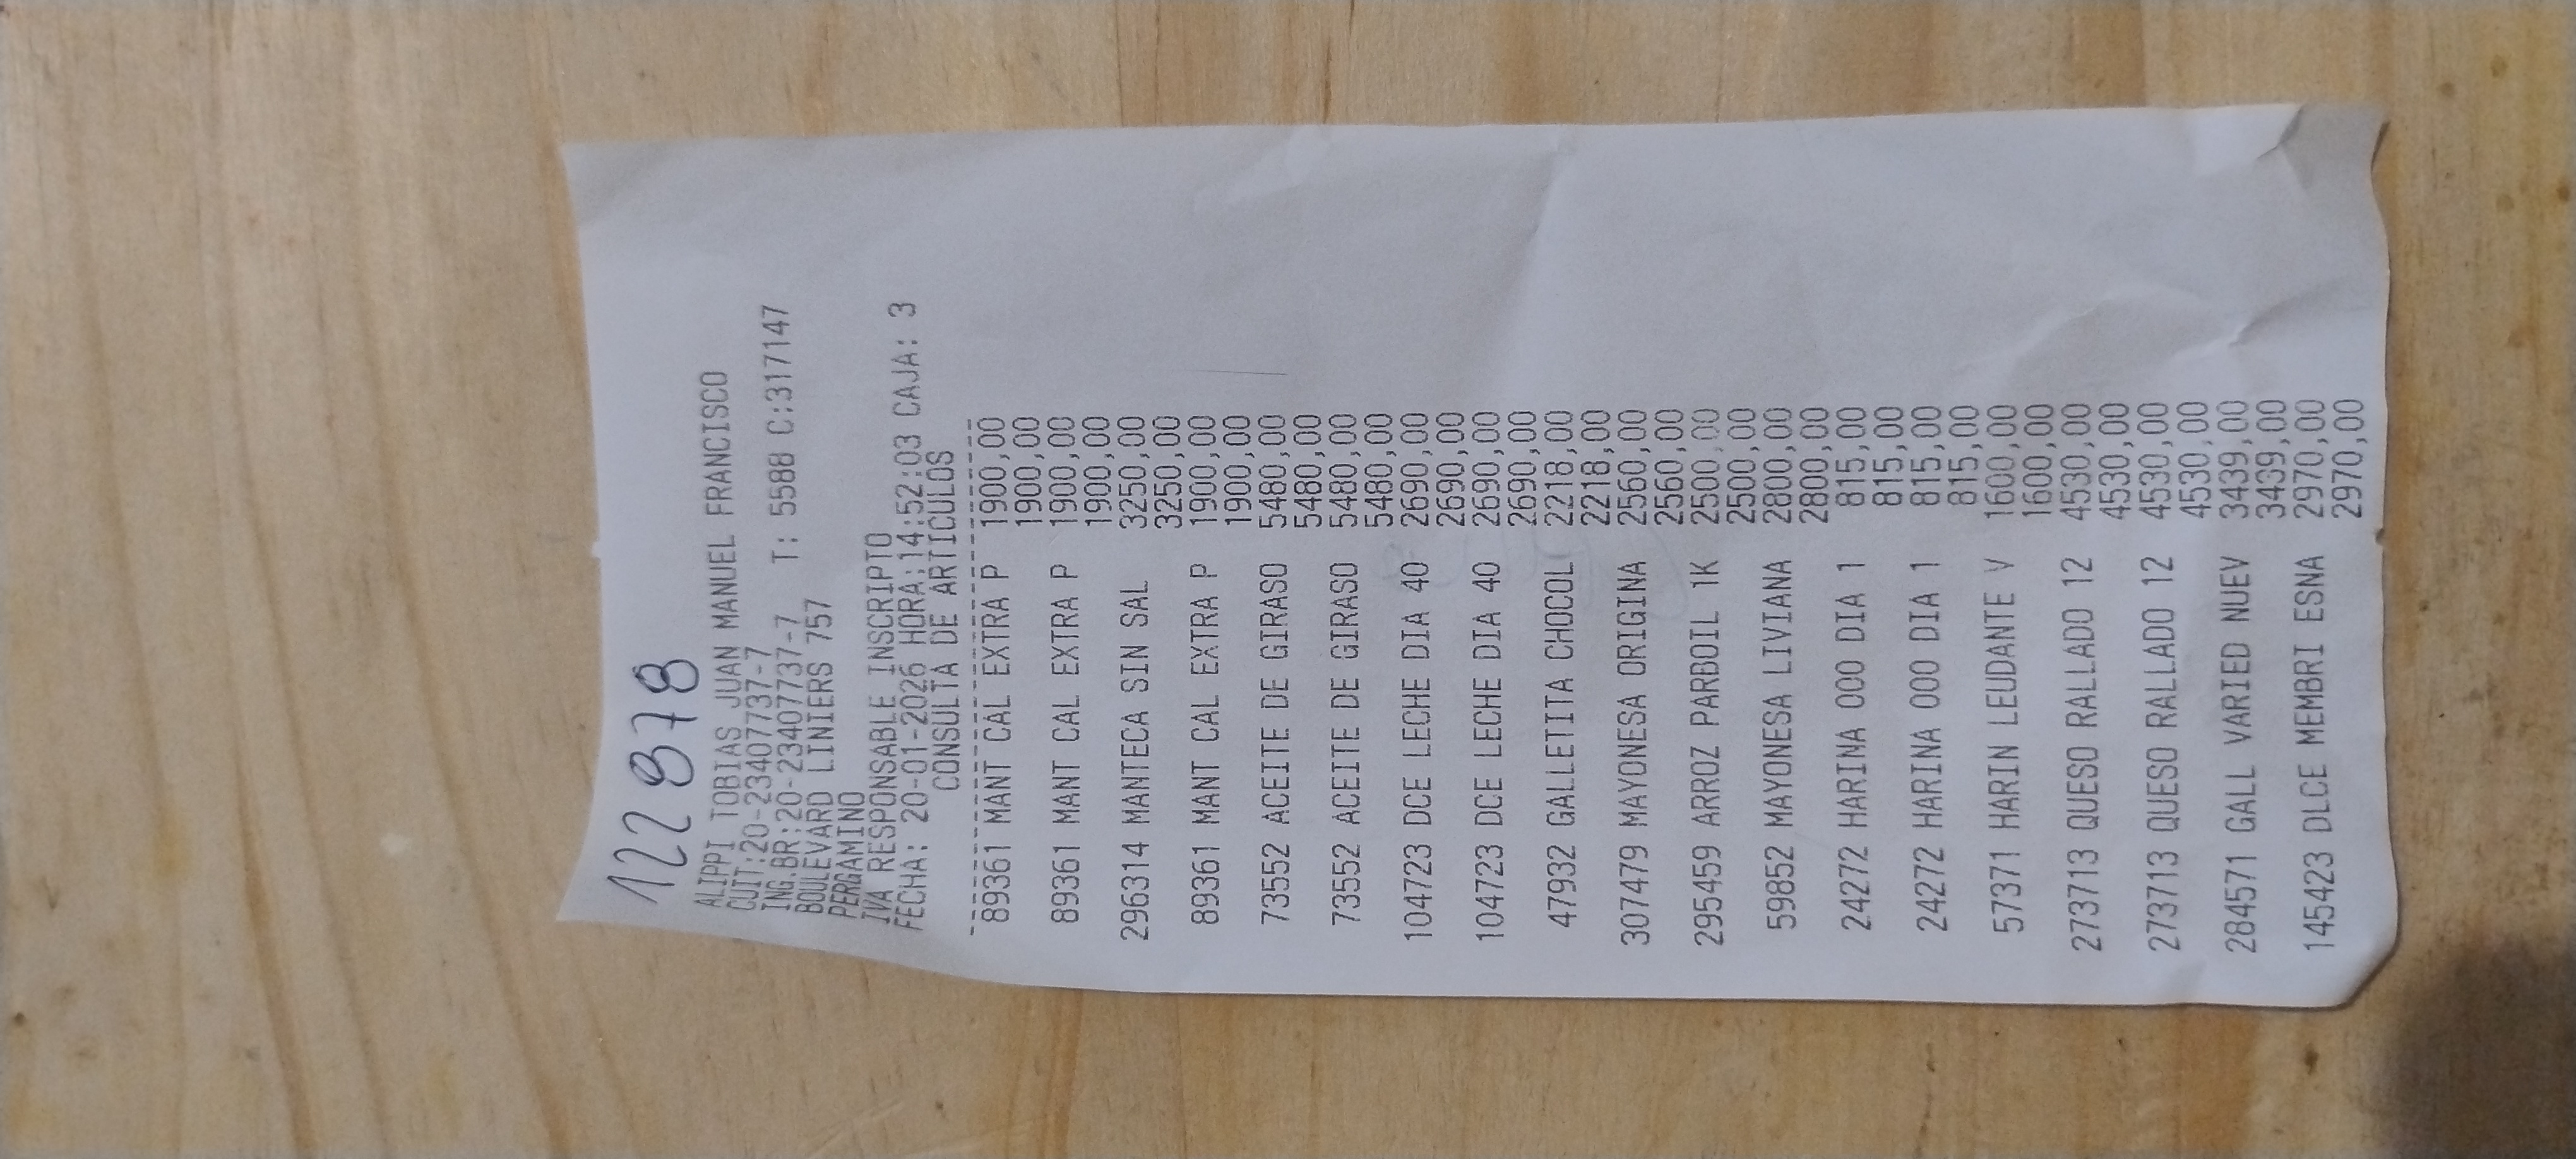 122878
ALIPPI TOBIAS JUAN MANUEL FRANCISCO
CUIT:20-23407737-7
ING.BR:20-23407737-7 T: 5588 C:317147
BOULEVARD LINIERS 757
PERGAMINO
IVA RESPONSABLE INSCRIPTO
FECHA: 20-01-2026 HORA:14:52:03 CAJA: 3
CONSULTA DE ARTICULOS
89361 MANT CAL EXTRA P 1900,00
1900,00
89361 MANT CAL EXTRA P 1900,00
1900,00
296314 MANTECA SIN SAL 3250,00
3250,00
89361 MANT CAL EXTRA P 1900,00
1900,00
73552 ACEITE DE GIRASO 5480,00
5480,00
73552 ACEITE DE GIRASO 5480,00
5480,00
104723 DCE LECHE DIA 40 2690,00
2690,00
104723 DCE LECHE DIA 40 2690,00
2690,00
47932 GALLETITA CHOCOL 2218,00
2218,00
307479 MAYONESA ORIGINA 2560,00
2560,00
295459 ARROZ PARBOIL 1K 2500,00
2500,00
59852 MAYONESA LIVIANA 2800,00
2800,00
24272 HARINA 000 DIA 1 815,00
815,00
24272 HARINA 000 DIA 1 815,00
815,00
57371 HARIN LEUDANTE V 1600,00
1600,00
273713 QUESO RALLADO 12 4530,00
4530,00
273713 QUESO RALLADO 12 4530,00
4530,00
284571 GALL VARIED NUEV 3439,00
3439,00
145423 DLCE MEMBRI ESNA 2970,00
2970,00